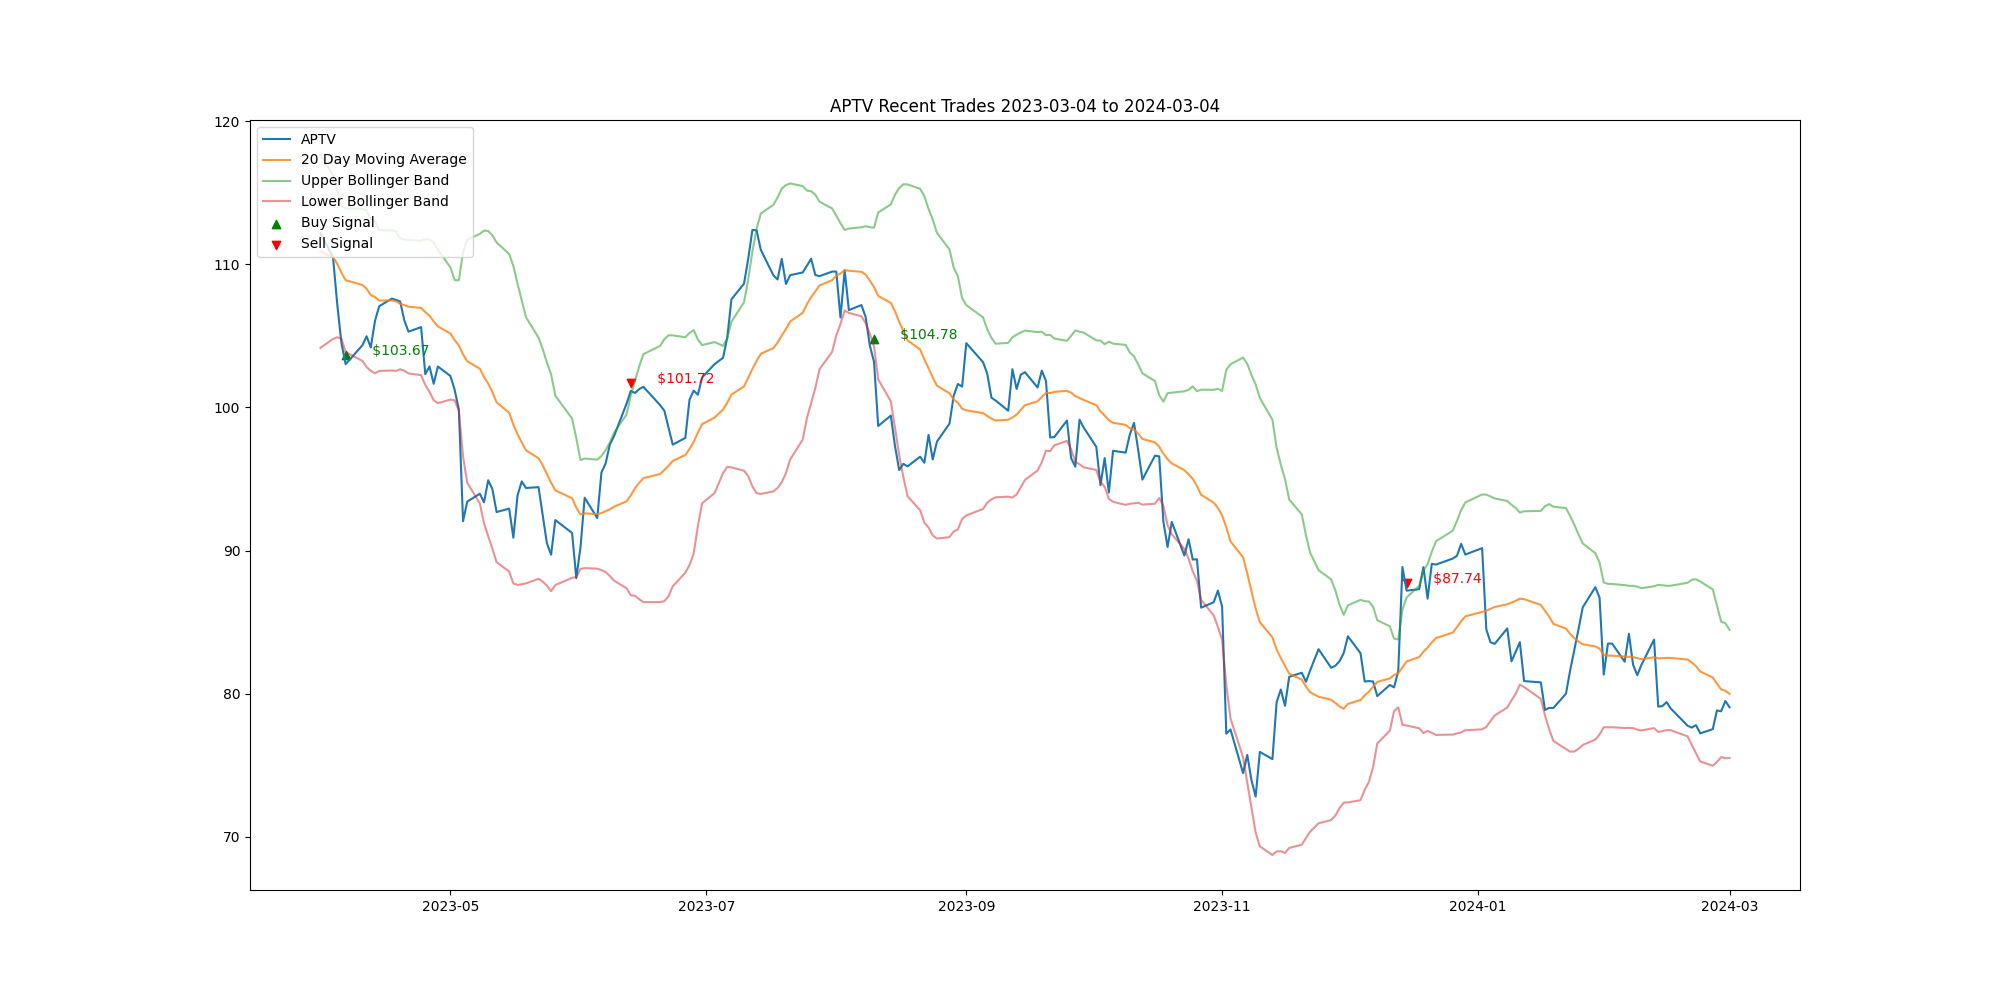 APTV Recent Trades 2023-03-04 to 2024-03-04
120
110
100
90
80
70
APTV
20 Day Moving Average
Upper Bollinger Band
Lower Bollinger Band
Buy Signal
Sell Signal
$103.67
$101.72
$104.78
$87.74
2023-05
2023-07
2023-09
2023-11
2024-01
2024-03